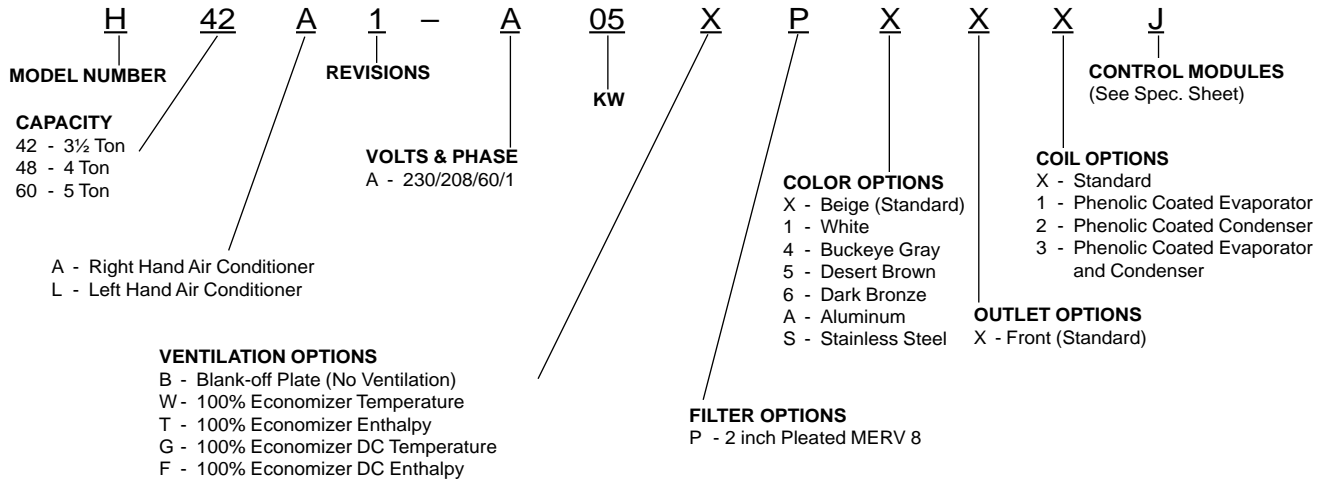 H 42 A 1 – A 05 X P X X X J
MODEL NUMBER
REVISIONS
CONTROL MODULES
(See Spec. Sheet)
KW
CAPACITY
42 - 3½ Ton
48 - 4 Ton
60 - 5 Ton
VOLTS & PHASE
A - 230/208/60/1
COLOR OPTIONS
X - Beige (Standard)
1 - White
4 - Buckeye Gray
5 - Desert Brown
6 - Dark Bronze
A - Aluminum
S - Stainless Steel
COIL OPTIONS
X - Standard
1 - Phenolic Coated Evaporator
2 - Phenolic Coated Condenser
3 - Phenolic Coated Evaporator
and Condenser
A - Right Hand Air Conditioner
L - Left Hand Air Conditioner
OUTLET OPTIONS
X - Front (Standard)
VENTILATION OPTIONS
B - Blank-off Plate (No Ventilation)
W - 100% Economizer Temperature
T - 100% Economizer Enthalpy
G - 100% Economizer DC Temperature
F - 100% Economizer DC Enthalpy
FILTER OPTIONS
P - 2 inch Pleated MERV 8